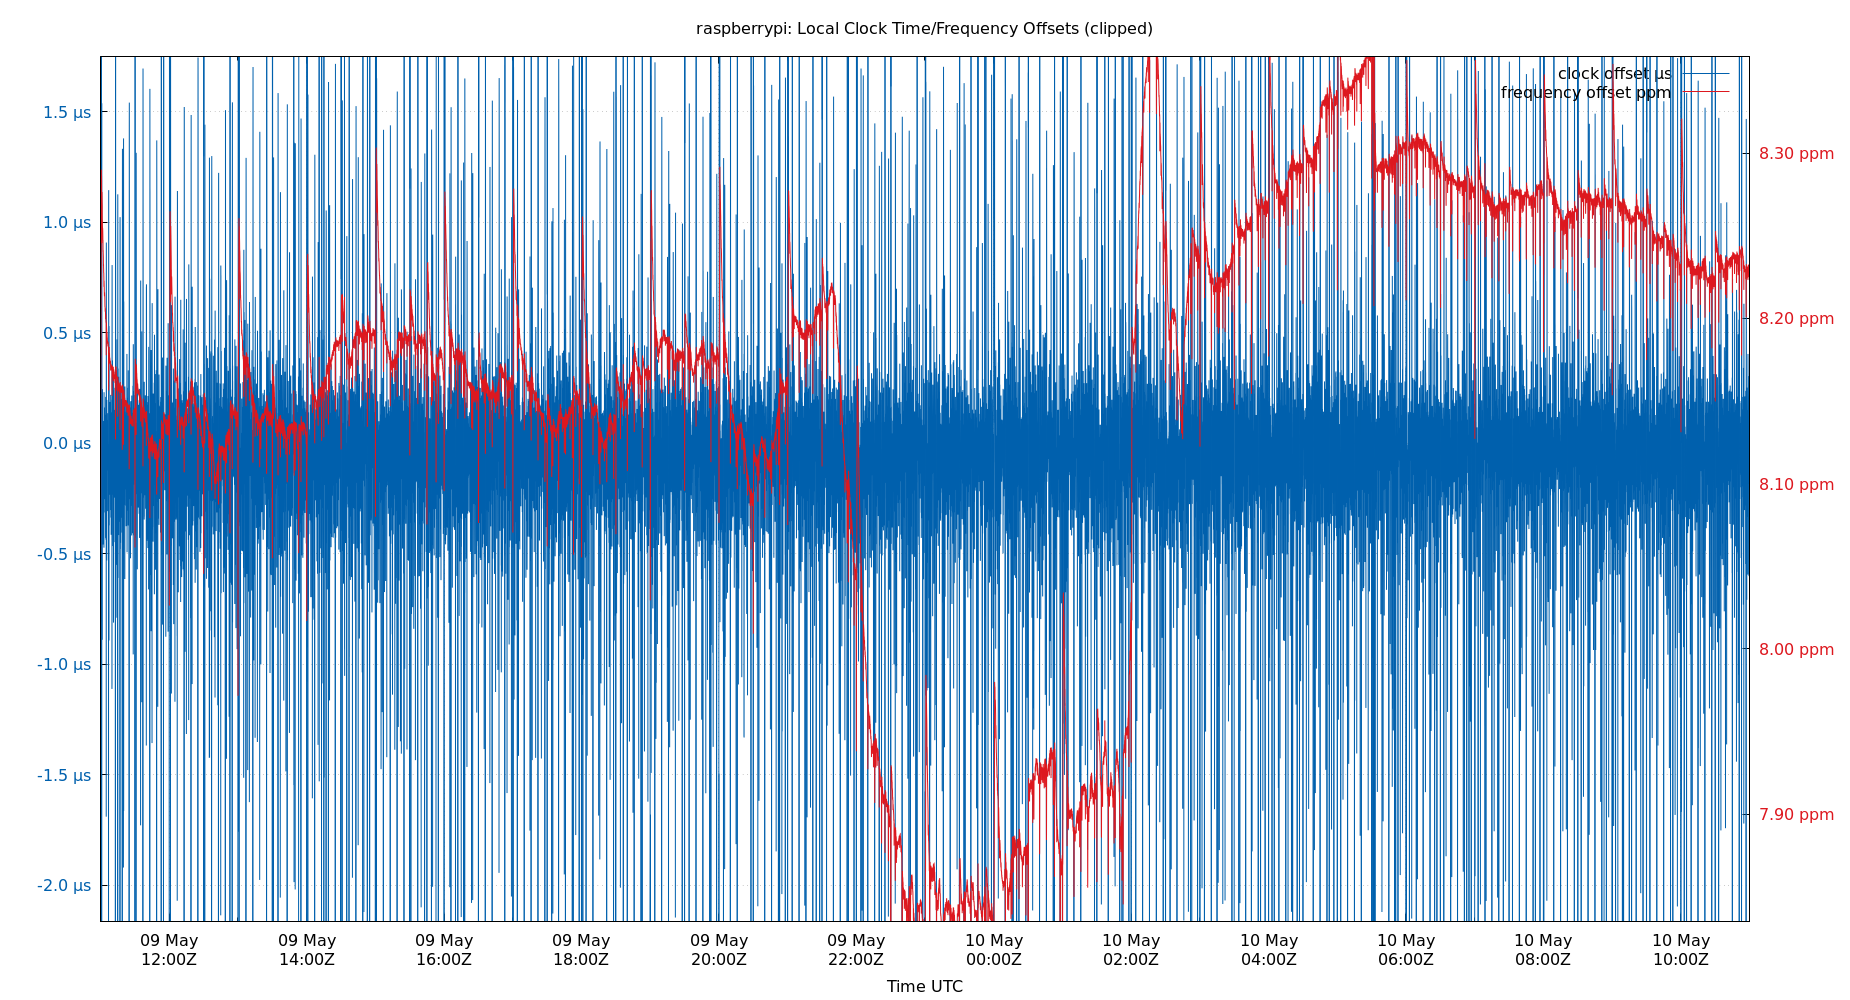 raspberrypi: Local Clock Time/Frequency Offsets (clipped)
clock offset µs
frequency offset ppm
1.5 µs
1.0 µs
0.5 µs
0.0 µs
-0.5 µs
-1.0 µs
-1.5 µs
-2.0 µs
8.30 ppm
8.20 ppm
8.10 ppm
8.00 ppm
7.90 ppm
09 May 09 May 09 May 09 May 09 May 09 May 10 May 10 May 10 May 10 May 10 May 10 May
12:00Z 14:00Z 16:00Z 18:00Z 20:00Z 22:00Z 00:00Z 02:00Z 04:00Z 06:00Z 08:00Z 10:00Z
Time UTC